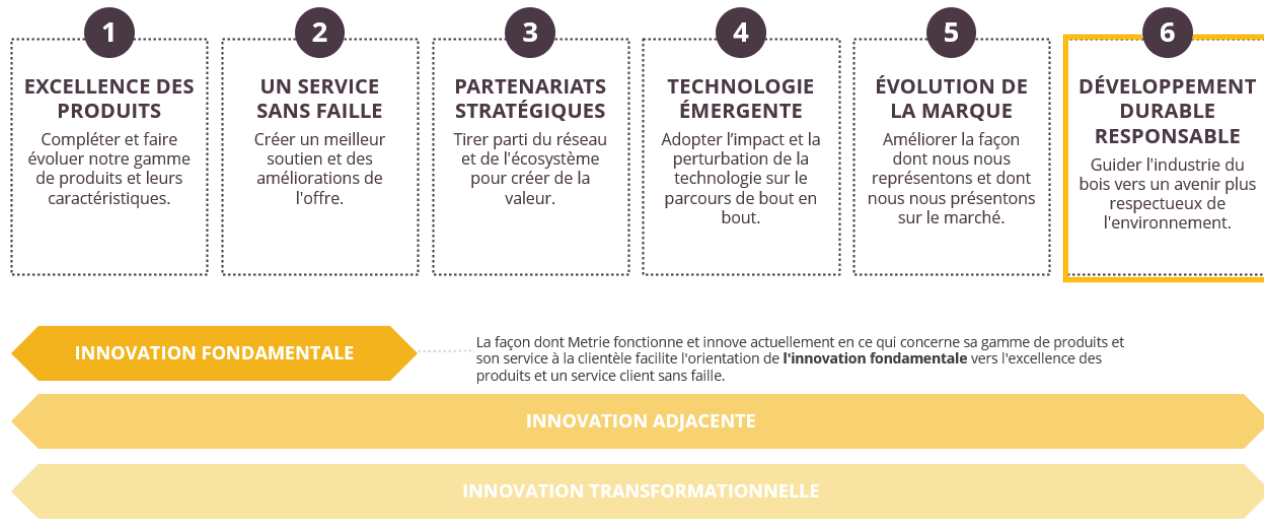 1
EXCELLENCE DES
PRODUITS
Compléter et faire
évoluer notre gamme
de produits et leurs
caractéristiques.
2
UN SERVICE
SANS FAILLE
Créer un meilleur
soutien et des
améliorations de
l'offre.
3
PARTENARIATS
STRATÉGIQUES
Tirer parti du réseau
et de l'écosystème
pour créer de la
valeur.
4
TECHNOLOGIE
ÉMERGENTE
Adopter l’impact et la
perturbation de la
technologie sur le
parcours de bout en
bout.
5
ÉVOLUTION DE
LA MARQUE
Améliorer la façon
dont nous nous
représentons et dont
nous nous présentons
sur le marché.
6
DÉVELOPPEMENT
DURABLE
RESPONSABLE
Guider l'industrie du
bois vers un avenir plus
respectueux de
l'environnement.
INNOVATION FONDAMENTALE
La façon dont Metrie fonctionne et innove actuellement en ce qui concerne sa gamme de produits et
son service à la clientèle facilite l'orientation de l'innovation fondamentale vers l'excellence des
produits et un service client sans faille.
INNOVATION ADJACENTE
INNOVATION TRANSFORMATIONNELLE